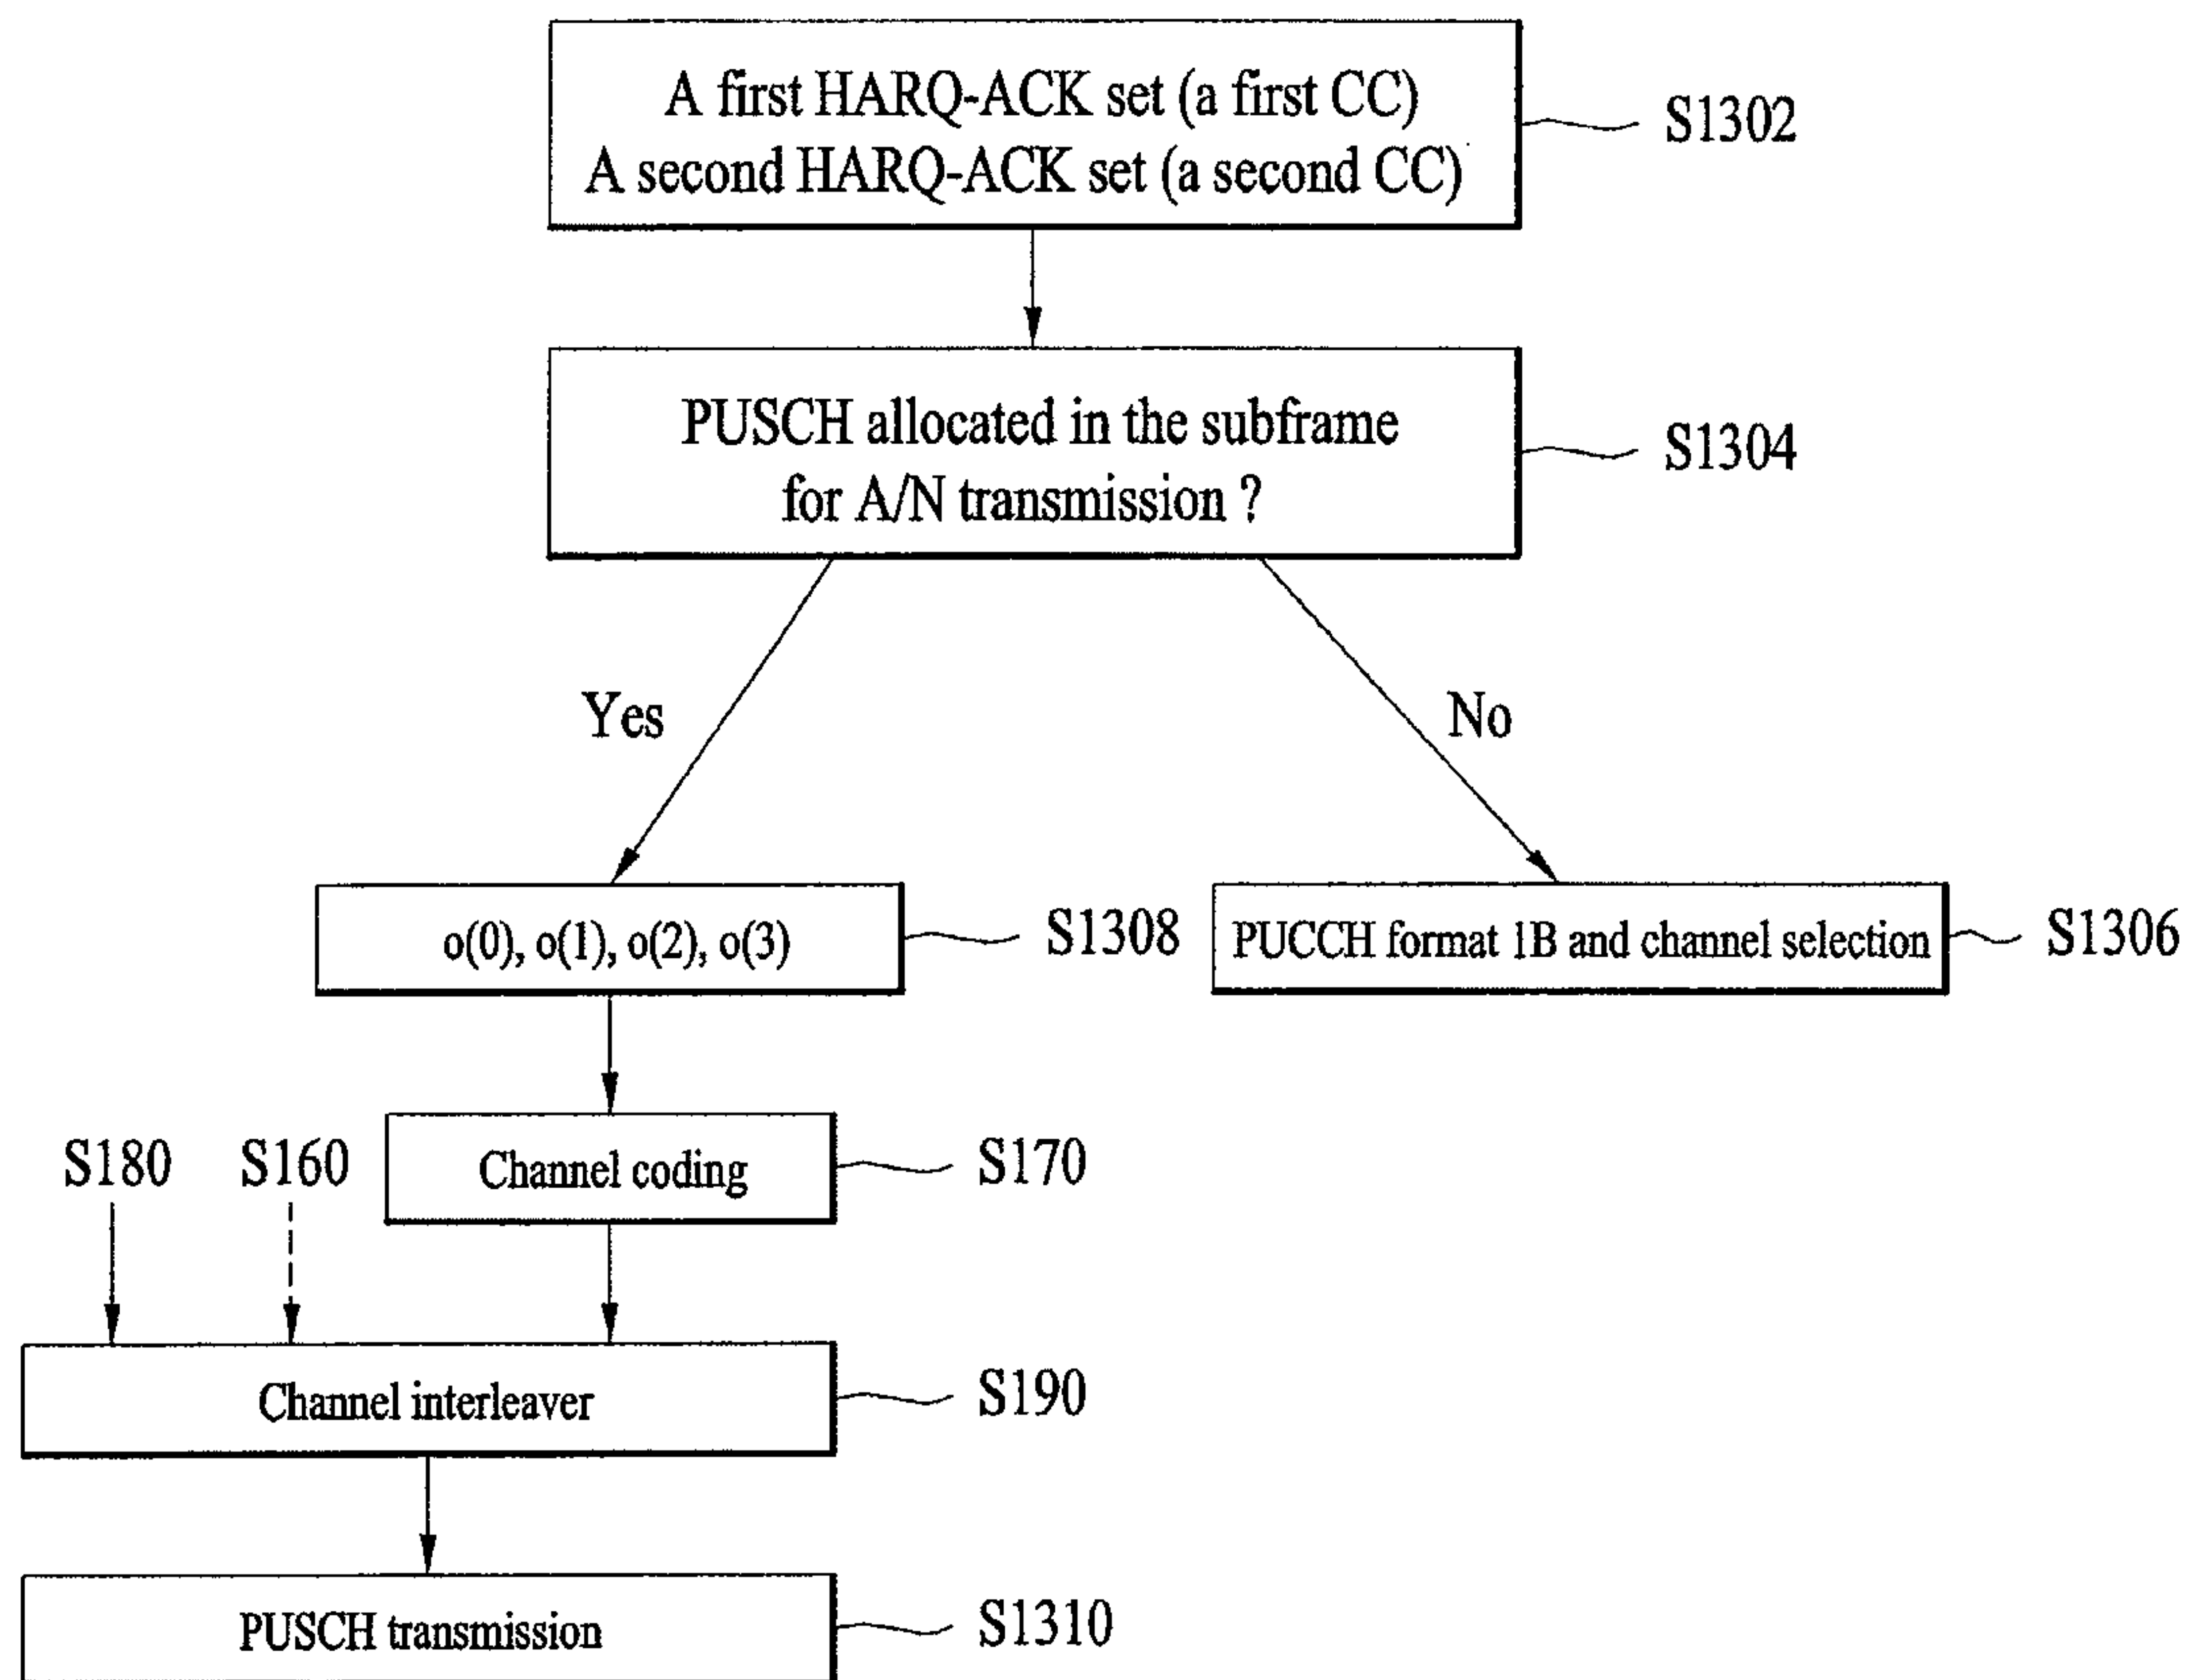 A first HARQ-ACK set (a first CC)
A second HARQ-ACK set (a second CC)
S1302
PUSCH allocated in the subframe
for A/N transmission ?
S1304
Yes
No
o(0), o(1), o(2), o(3)
S1308
PUCCH format 1B and channel selection
S1306
S180
S160
Channel coding
S170
Channel interleaver
S190
PUSCH transmission
S1310